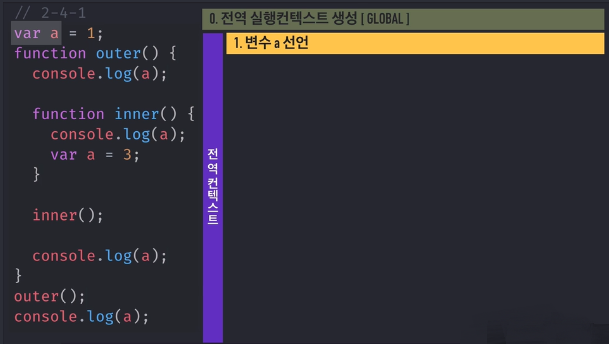 // 2-4-1
var a = 1;
function outer() {
  console.log(a);
  function inner() {
    console.log(a);
    var a = 3;
  }
  inner();
  console.log(a);
}
outer();
console.log(a);
0. 전역 실행컨텍스트 생성 [ GLOBAL ]
1. 변수 a 선언
전역 컨텍스트